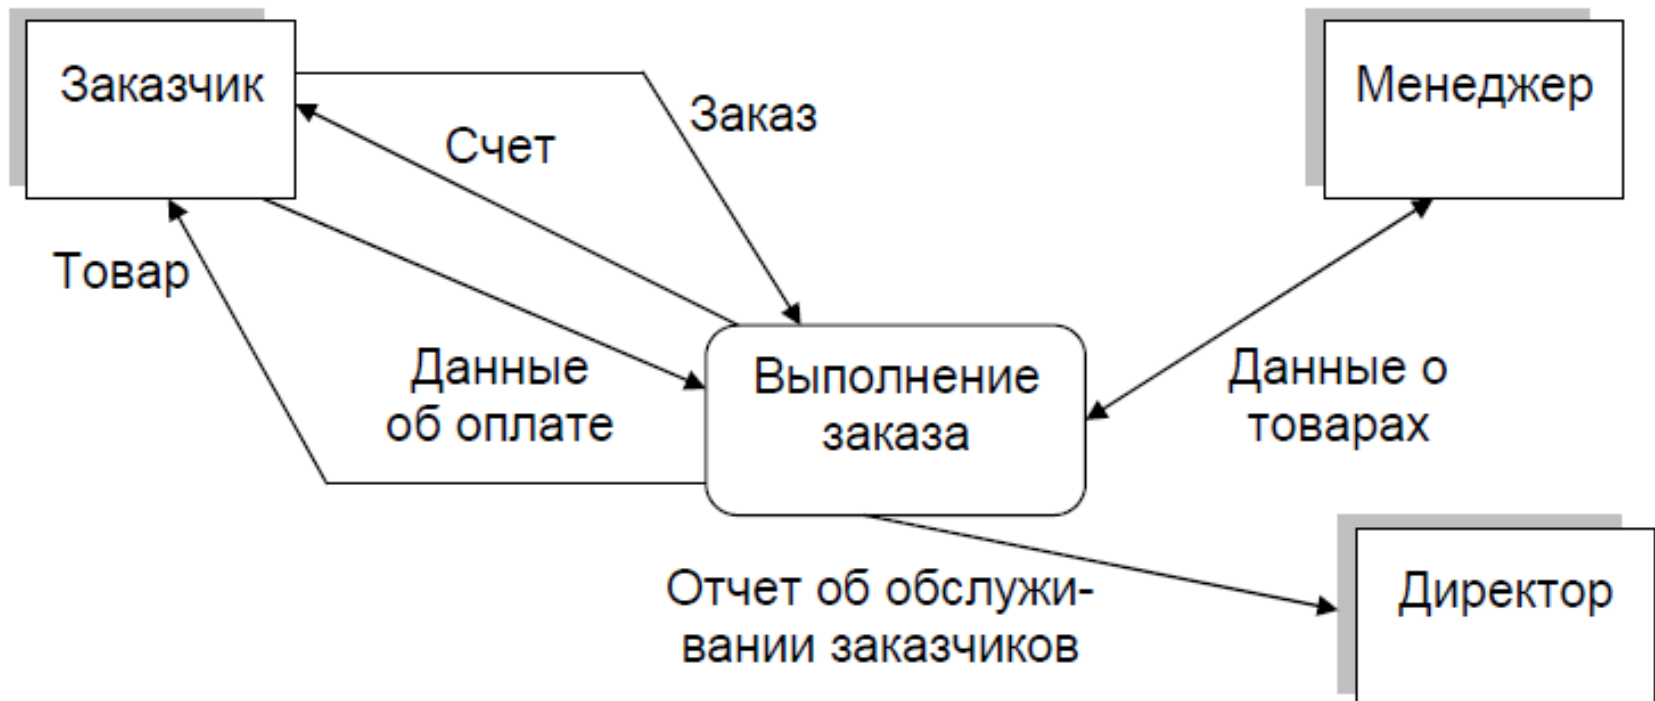 Заказчик
Менеджер
Заказ
Счет
Товар
Данные
об оплате
Выполнение
заказа
Данные о
товарах
Отчет об обслужи-
вании заказчиков
Директор